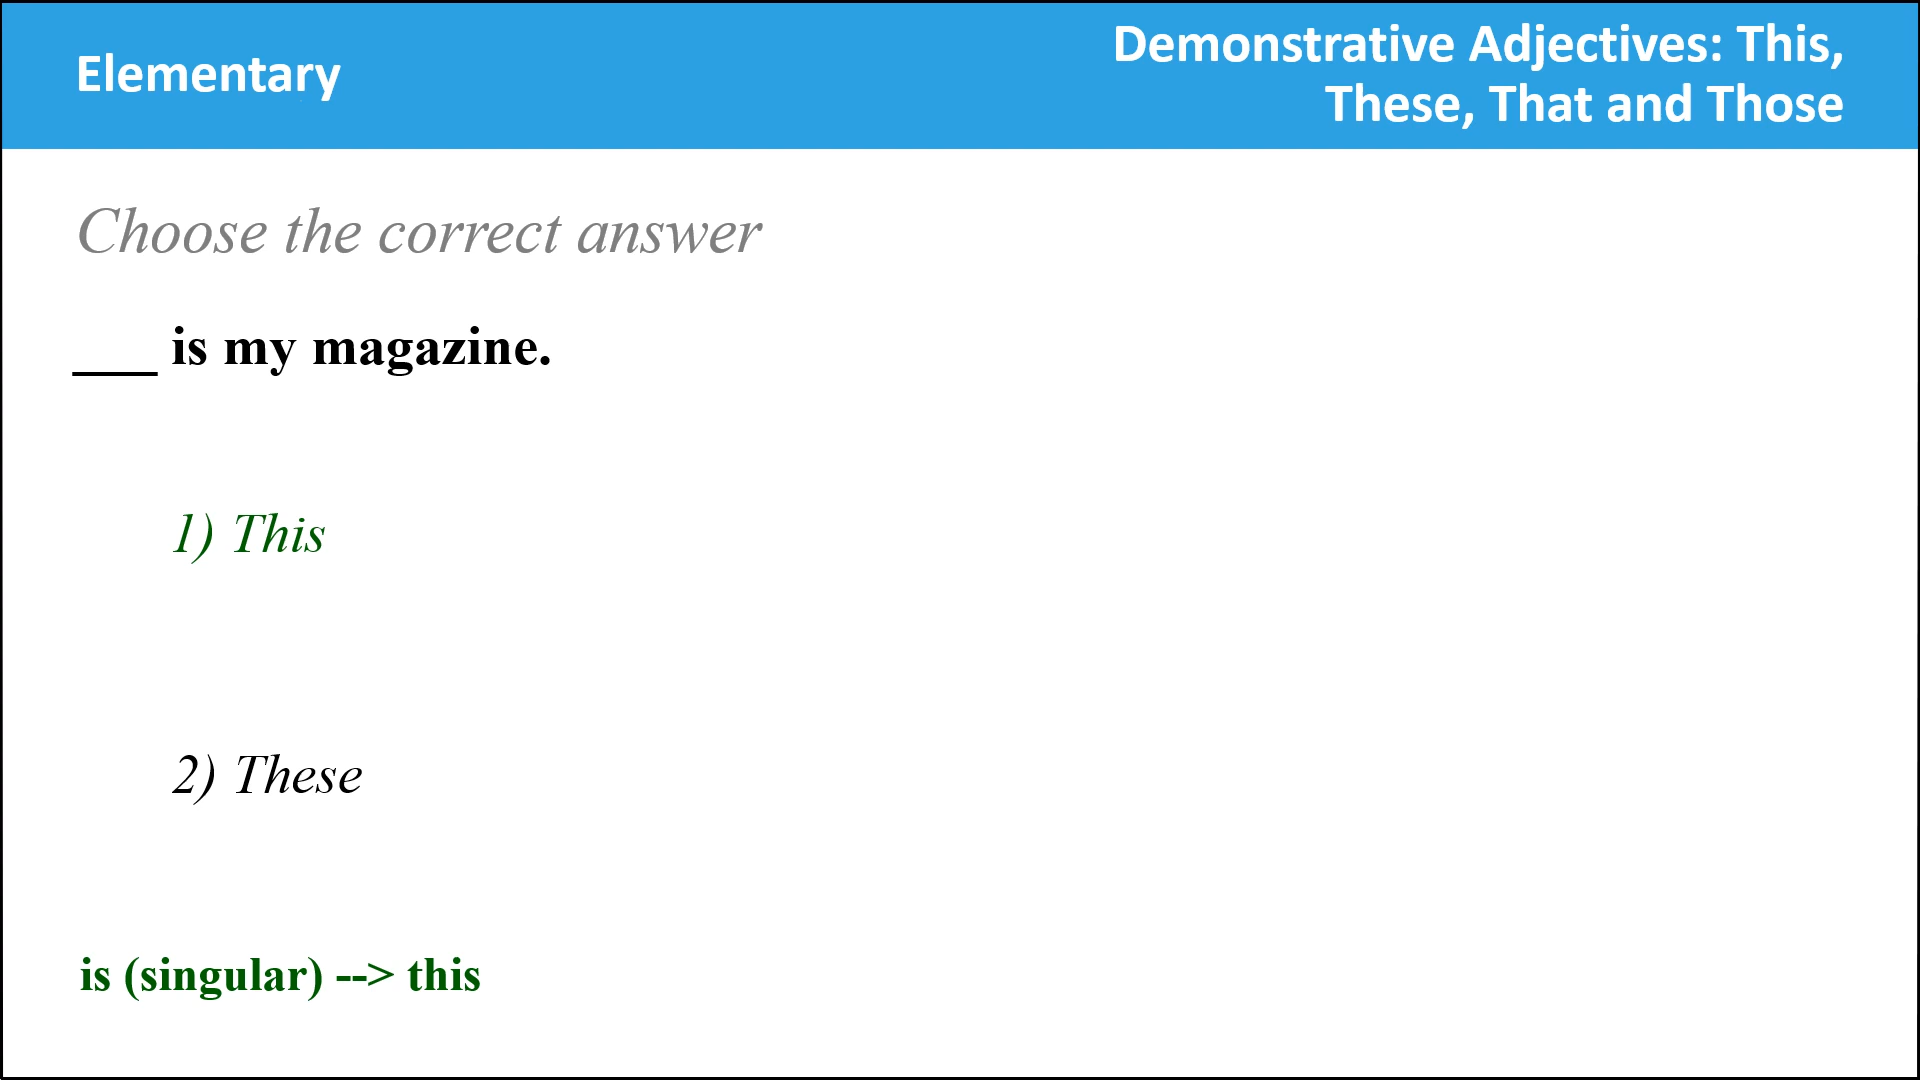 Elementary
Demonstrative Adjectives: This,
These, That and Those
Choose the correct answer
___ is my magazine.
1) This
2) These
is (singular) --> this